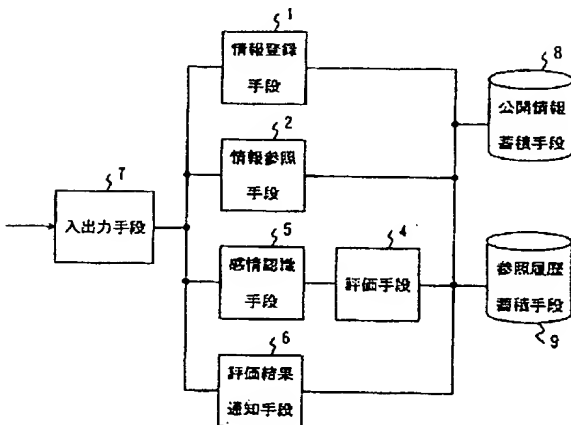 1
情報登録
手段
8
公開情報
蓄積手段
2
情報参照
手段
7
入出力手段
5
感情認識
手段
4
評価手段
参照履歴
蓄積手段
9
6
評価結果
通知手段